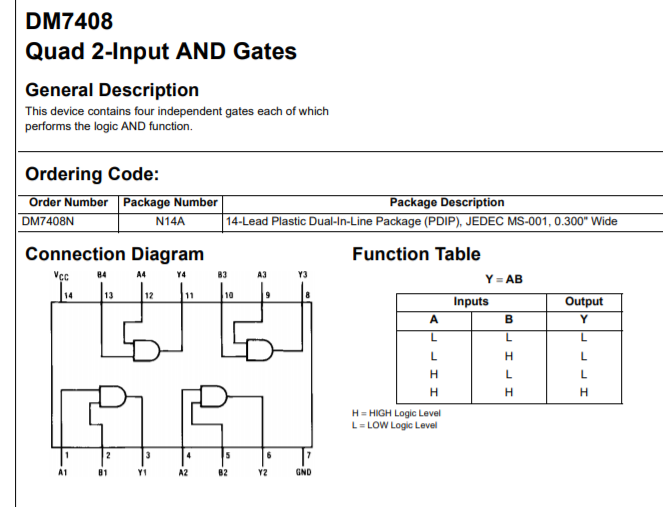 DM7408
Quad 2-Input AND Gates
General Description
This device contains four independent gates each of which
performs the logic AND function.
Ordering Code:
Order Number Package Number Package Description
DM7408N N14A 14-Lead Plastic Dual-In-Line Package (PDIP), JEDEC MS-001, 0.300" Wide
Connection Diagram
VCC B4 A4 Y4 B3 A3 Y3
14 13 12 11 10 9 8
1 2 3 4 5 6 7
A1 B1 Y1 A2 B2 Y2 GND
Function Table
Y = AB
Inputs Output
A B Y
L L L
L H L
H L L
H H H
H = HIGH Logic Level
L = LOW Logic Level